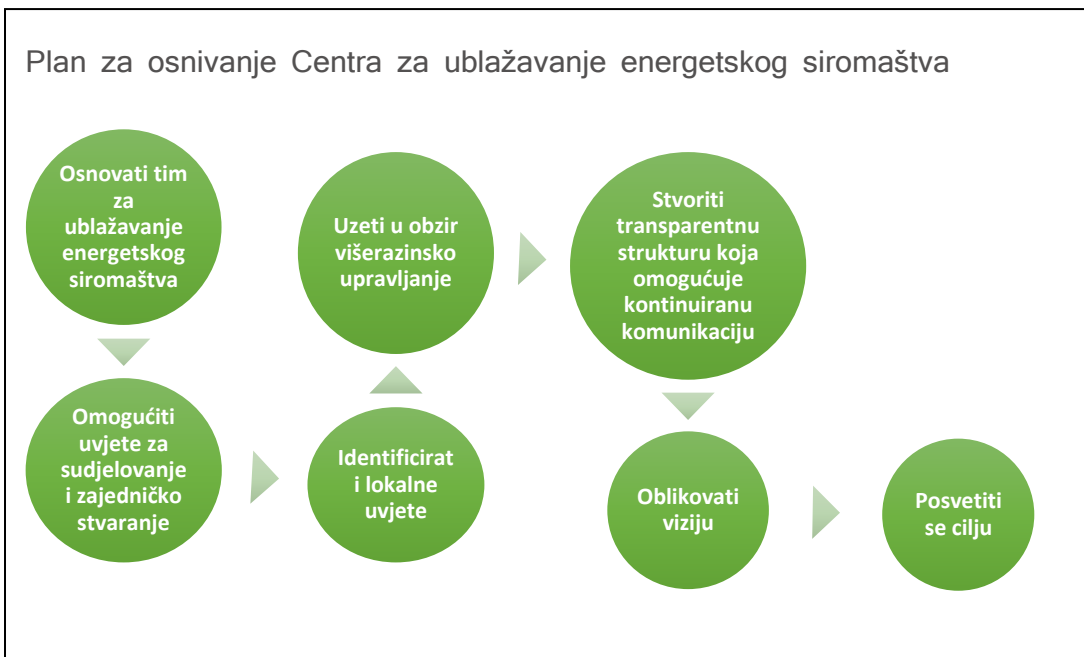 Plan za osnivanje Centra za ublažavanje energetskog siromaštva
Osnovati tim
za
ublažavanje
energetskog
siromaštva
Omogućiti
uvjete za
sudjelovanje
i zajedničko
stvaranje
Identificirat
i lokalne
uvjete
Uzeti u obzir
višerazinsko
upravljanje
Stvoriti
transparentnu
strukturu koja
omogućuje
kontinuiranu
komunikaciju
Oblikovati
viziju
Posvetiti
se cilju